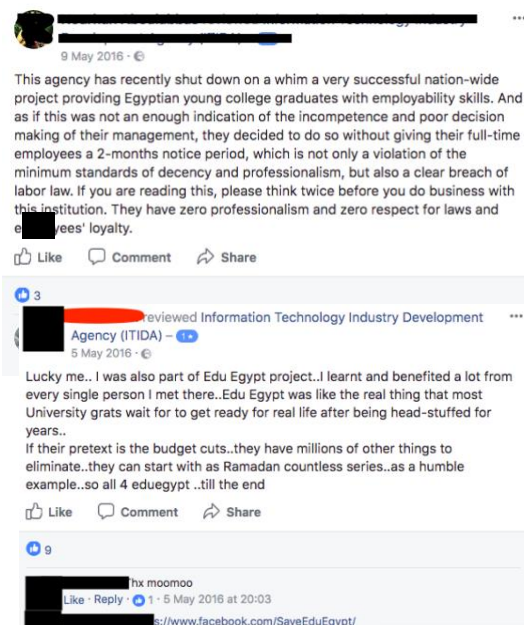 9 May 2016 ·
This agency has recently shut down on a whim a very successful nation-wide
project providing Egyptian young college graduates with employability skills. And
as if this was not an enough indication of the incompetence and poor decision
making of their management, they decided to do so without giving their full-time
employees a 2-months notice period, which is not only a violation of the
minimum standards of decency and professionalism, but also a clear breach of
labor law. If you are reading this, please think twice before you do business with
this institution. They have zero professionalism and zero respect for laws and
e yees' loyalty.
Like Comment Share
3
reviewed Information Technology Industry Development
Agency (ITIDA) – 1★
5 May 2016 ·
Lucky me.. I was also part of Edu Egypt project..I learnt and benefited a lot from
every single person I met there..Edu Egypt was like the real thing that most
University grats wait for to get ready for real life after being head-stuffed for
years..
If their pretext is the budget cuts..they have millions of other things to
eliminate..they can start with as Ramadan countless series..as a humble
example..so all 4 eduegypt ..till the end
Like Comment Share
9
hx moomoo
Like · Reply · 1 · 5 May 2016 at 20:03
s://www.facebook.com/SaveEduEgypt/